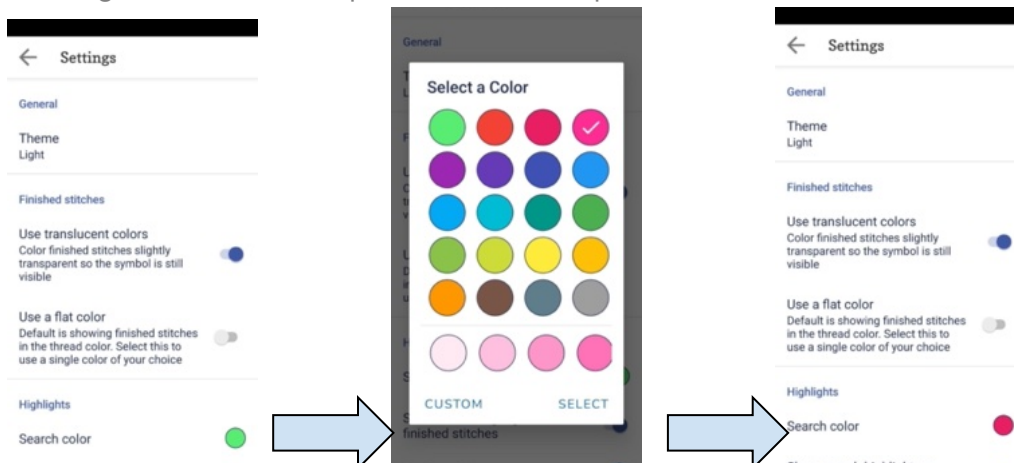 Settings
General
Theme
Light
Finished stitches
Use translucent colors
Color finished stitches slightly
transparent so the symbol is still
visible
Use a flat color
Default is showing finished stitches
in the thread color. Select this to
use a single color of your choice
Highlights
Search color
General
Select a Color
CUSTOM
SELECT
finished stitches
Settings
General
Theme
Light
Finished stitches
Use translucent colors
Color finished stitches slightly
transparent so the symbol is still
visible
Use a flat color
Default is showing finished stitches
in the thread color. Select this to
use a single color of your choice
Highlights
Search color